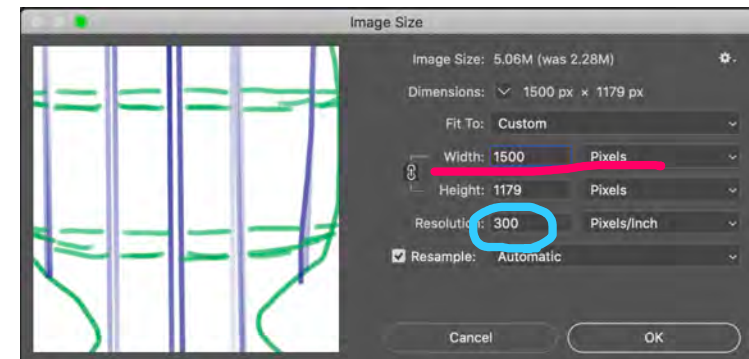 Image Size
Image Size: 5.06M (was 2.28M)
Dimensions: 1500 px × 1179 px
Fit To: Custom
Width: 1500 Pixels
Height: 1179 Pixels
Resolution: 300 Pixels/Inch
Resample: Automatic
Cancel OK